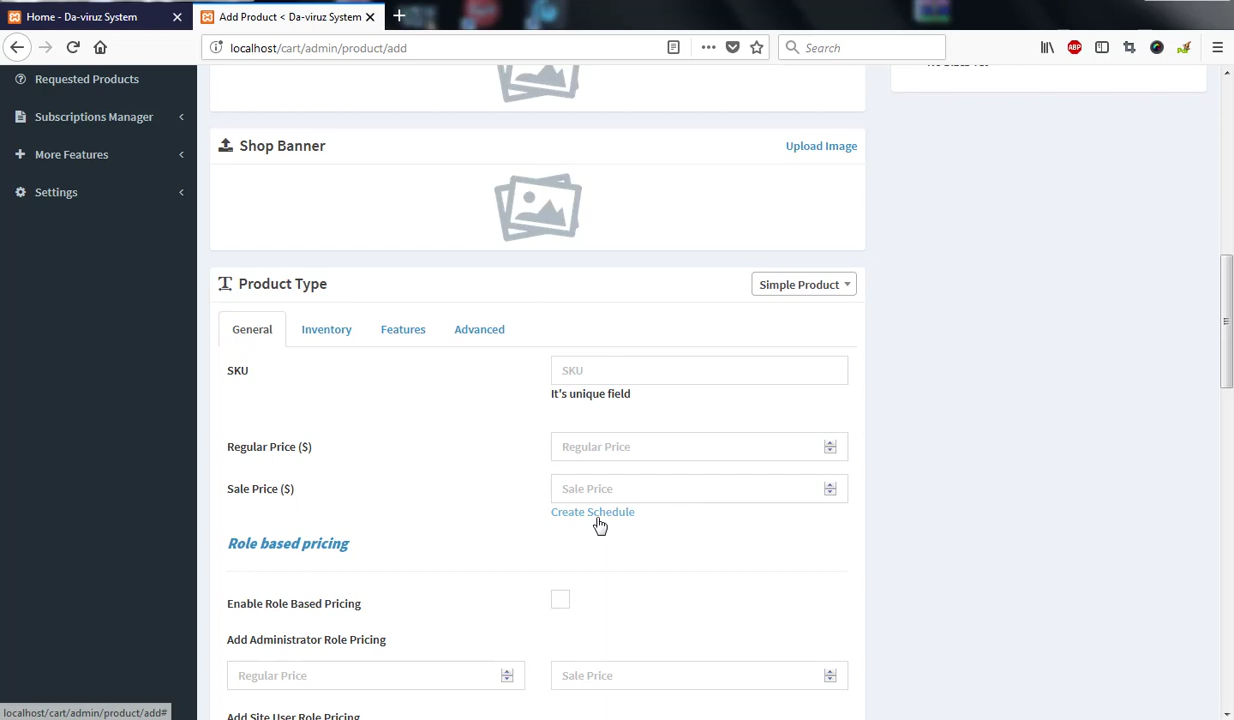 Home - Da-viruz System
Add Product < Da-viruz System
localhost/cart/admin/product/add
Search
ABP
Requested Products
Subscriptions Manager
More Features
Settings
Shop Banner
Upload Image
Product Type
Simple Product
General
Inventory
Features
Advanced
SKU
SKU
It's unique field
Regular Price ($)
Regular Price
Sale Price ($)
Sale Price
Create Schedule
Role based pricing
Enable Role Based Pricing
Add Administrator Role Pricing
Regular Price
Sale Price
Add Site User Role Pricing
localhost/cart/admin/product/add#